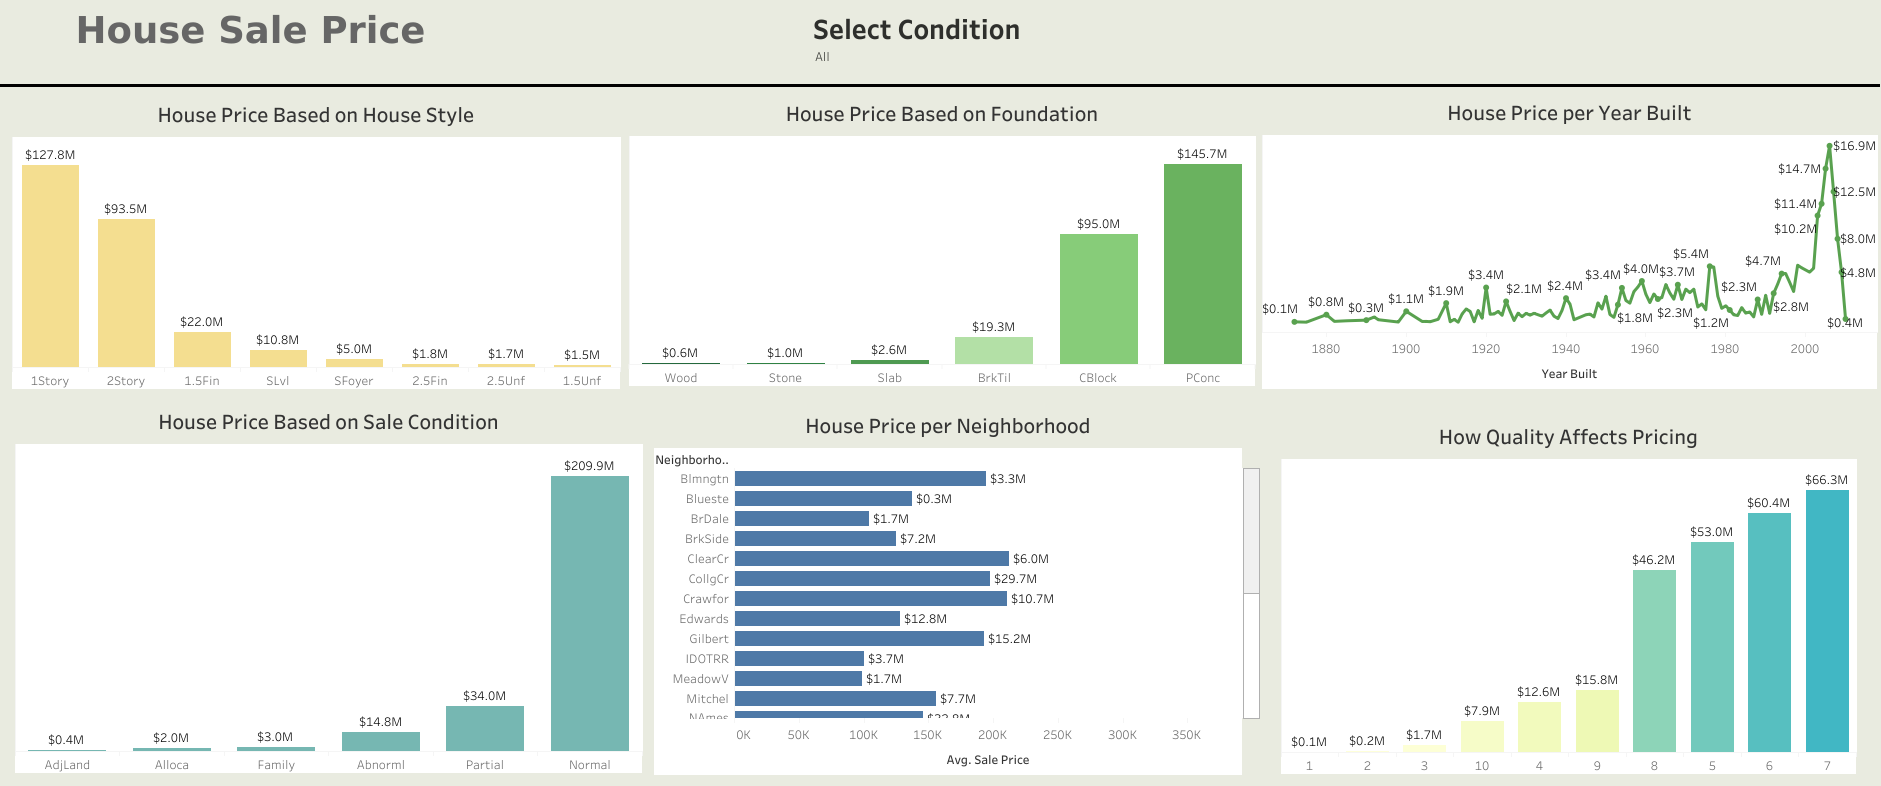 House Sale Price
Select Condition
All
House Price Based on House Style
$127.8M
$93.5M
$22.0M
$10.8M
$5.0M
$1.8M
$1.7M
$1.5M
1Story 2Story 1.5Fin SLvl SFoyer 2.5Fin 2.5Unf 1.5Unf
House Price Based on Foundation
$0.6M
$1.0M
$2.6M
$19.3M
$95.0M
$145.7M
Wood Stone Slab BrkTil CBlock PConc
House Price per Year Built
$0.1M
$0.8M
$0.3M
$1.1M
$1.9M
$3.4M
$2.1M
$2.4M
$3.4M
$1.8M
$4.0M
$2.3M
$3.7M
$5.4M
$1.2M
$2.3M
$4.7M
$2.8M
$10.2M
$11.4M
$14.7M
$16.9M
$12.5M
$8.0M
$4.8M
$0.4M
1880 1900 1920 1940 1960 1980 2000
Year Built
House Price Based on Sale Condition
$0.4M
$2.0M
$3.0M
$14.8M
$34.0M
$209.9M
AdjLand Alloca Family Abnorml Partial Normal
House Price per Neighborhood
Neighborho..
Blmngtn $3.3M
Blueste $0.3M
BrDale $1.7M
BrkSide $7.2M
ClearCr $6.0M
CollgCr $29.7M
Crawfor $10.7M
Edwards $12.8M
Gilbert $15.2M
IDOTRR $3.7M
MeadowV $1.7M
Mitchel $7.7M
NAmes
0K 50K 100K 150K 200K 250K 300K 350K
Avg. Sale Price
How Quality Affects Pricing
$0.1M
$0.2M
$1.7M
$7.9M
$12.6M
$15.8M
$46.2M
$53.0M
$60.4M
$66.3M
1 2 3 10 4 9 8 5 6 7